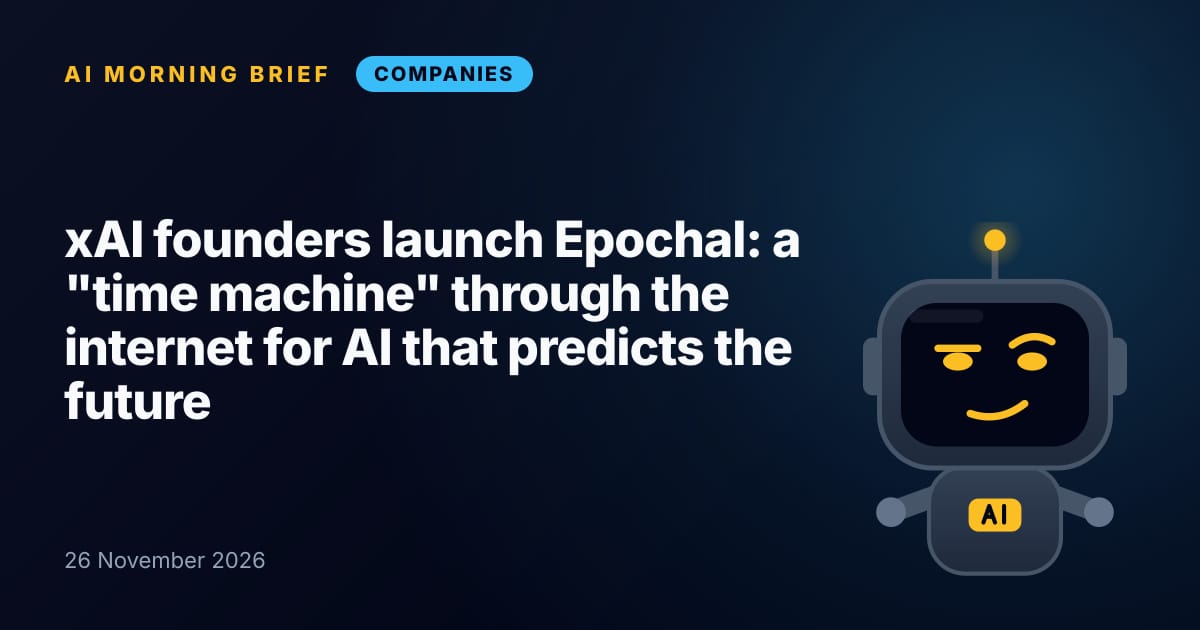 AI MORNING BRIEF
COMPANIES
xAI founders launch Epochal: a
"time machine" through the
internet for AI that predicts the
future
AI
26 November 2026